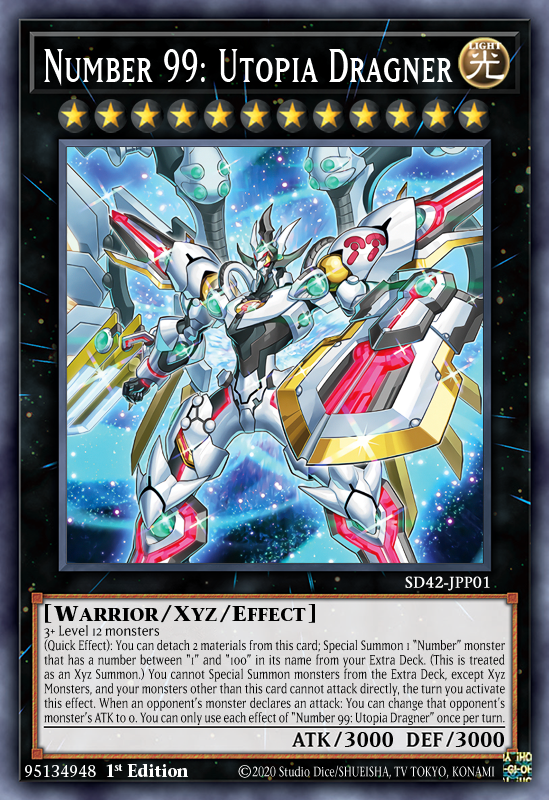 Number 99: Utopia Dragner
LIGHT
光
SD42-JPP01
[Warrior/Xyz/Effect]
3+ Level 12 monsters
(Quick Effect): You can detach 2 materials from this card; Special Summon 1 "Number" monster
that has a number between "1" and "100" in its name from your Extra Deck. (This is treated
as an Xyz Summon.) You cannot Special Summon monsters from the Extra Deck, except Xyz
Monsters, and your monsters other than this card cannot attack directly, the turn you activate
this effect. When an opponent's monster declares an attack: You can change that opponent's
monster's ATK to 0. You can only use each effect of "Number 99: Utopia Dragner" once per turn.
ATK/3000 DEF/3000
95134948 1st Edition ©2020 Studio Dice/SHUEISHA, TV TOKYO, KONAMI